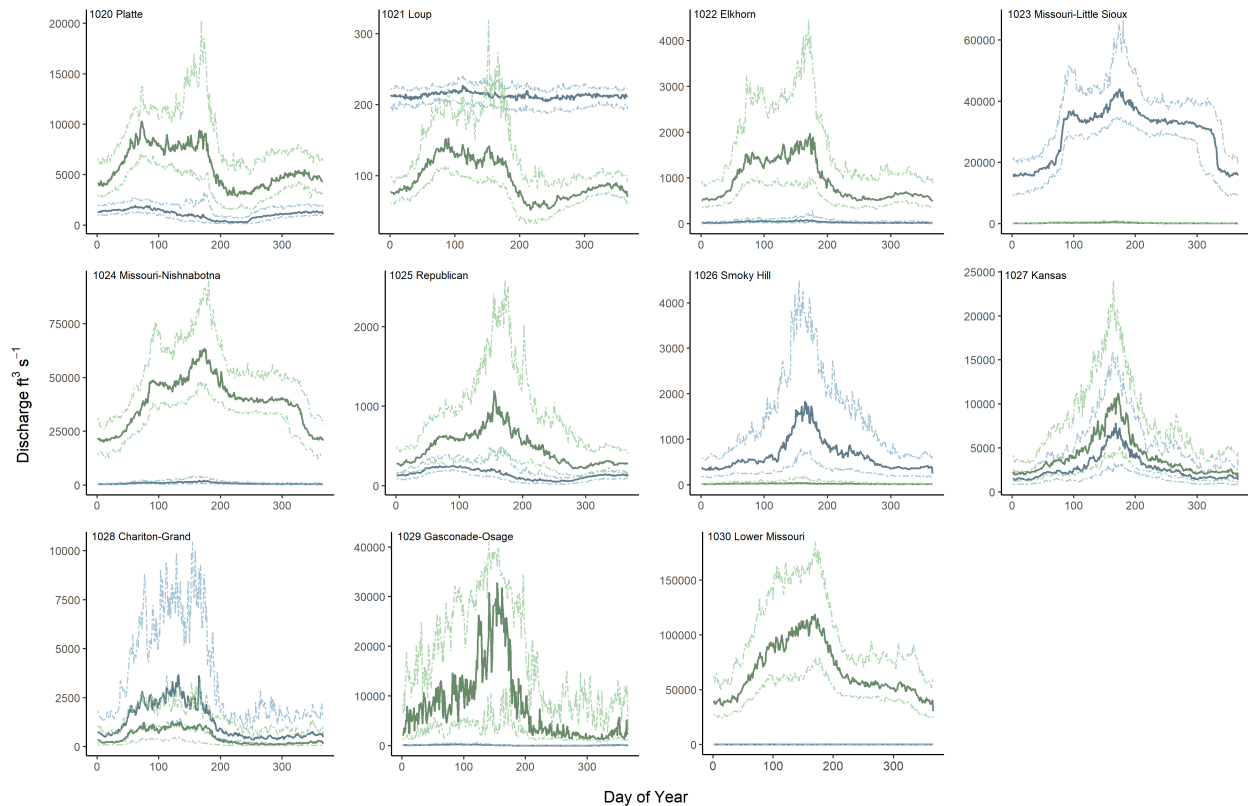 1020 Platte
20000
15000
10000
5000
0
0 100 200 300
1021 Loup
300
200
100
0 100 200 300
1022 Elkhorn
4000
3000
2000
1000
0
0 100 200 300
1023 Missouri-Little Sioux
60000
40000
20000
0
0 100 200 300
1024 Missouri-Nishnabotna
75000
50000
25000
0
0 100 200 300
1025 Republican
2000
1000
0
0 100 200 300
1026 Smoky Hill
4000
3000
2000
1000
0
0 100 200 300
1027 Kansas
25000
20000
15000
10000
5000
0
0 100 200 300
1028 Chariton-Grand
10000
7500
5000
2500
0
0 100 200 300
1029 Gasconade-Osage
40000
30000
20000
10000
0
0 100 200 300
1030 Lower Missouri
150000
100000
50000
0
0 100 200 300
Discharge ft³ s⁻¹
Day of Year